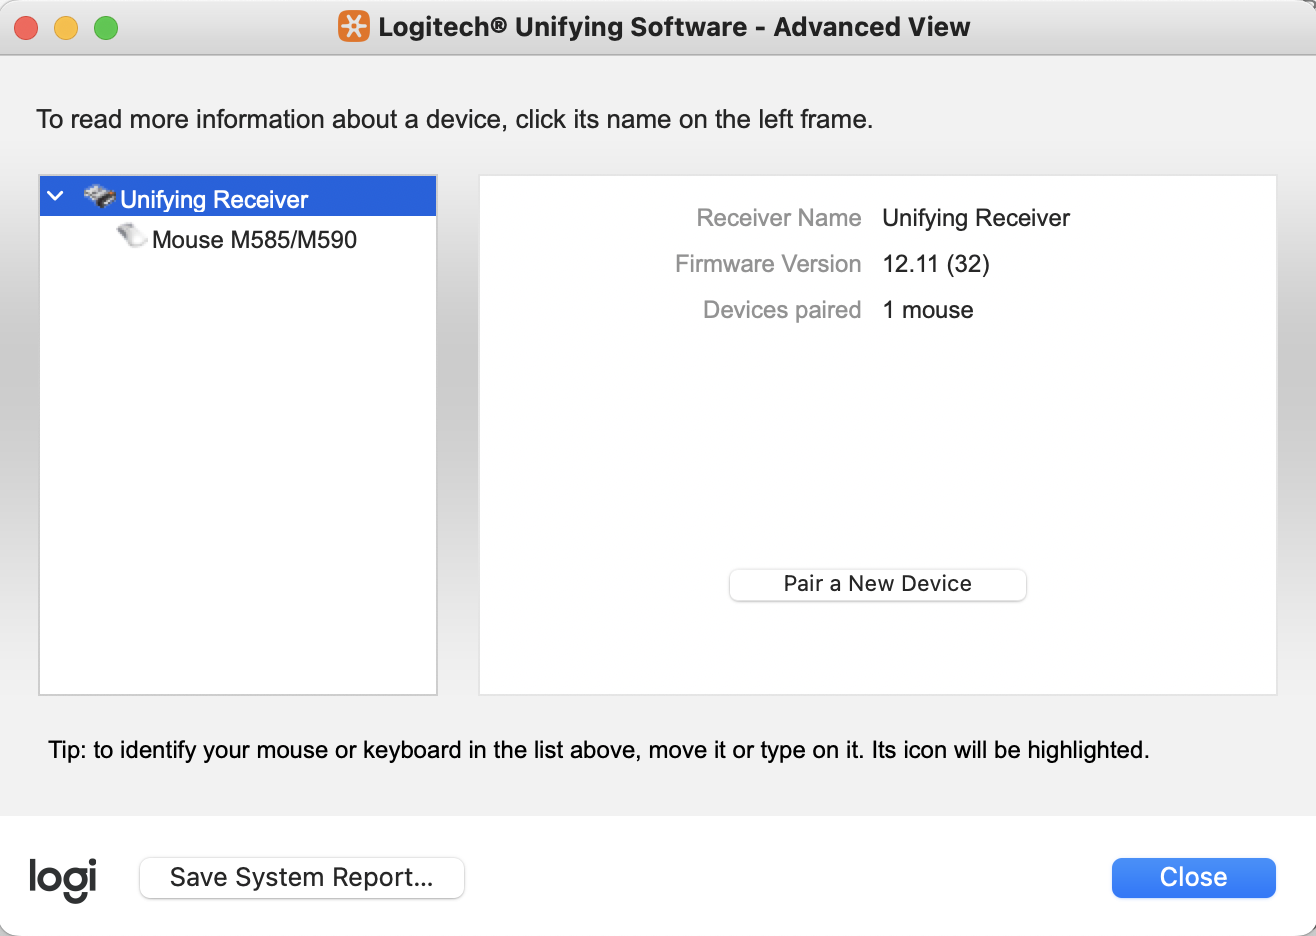 Logitech® Unifying Software - Advanced View
To read more information about a device, click its name on the left frame.
Unifying Receiver
Mouse M585/M590
Receiver Name Unifying Receiver
Firmware Version 12.11 (32)
Devices paired 1 mouse
Pair a New Device
Tip: to identify your mouse or keyboard in the list above, move it or type on it. Its icon will be highlighted.
logi
Save System Report...
Close